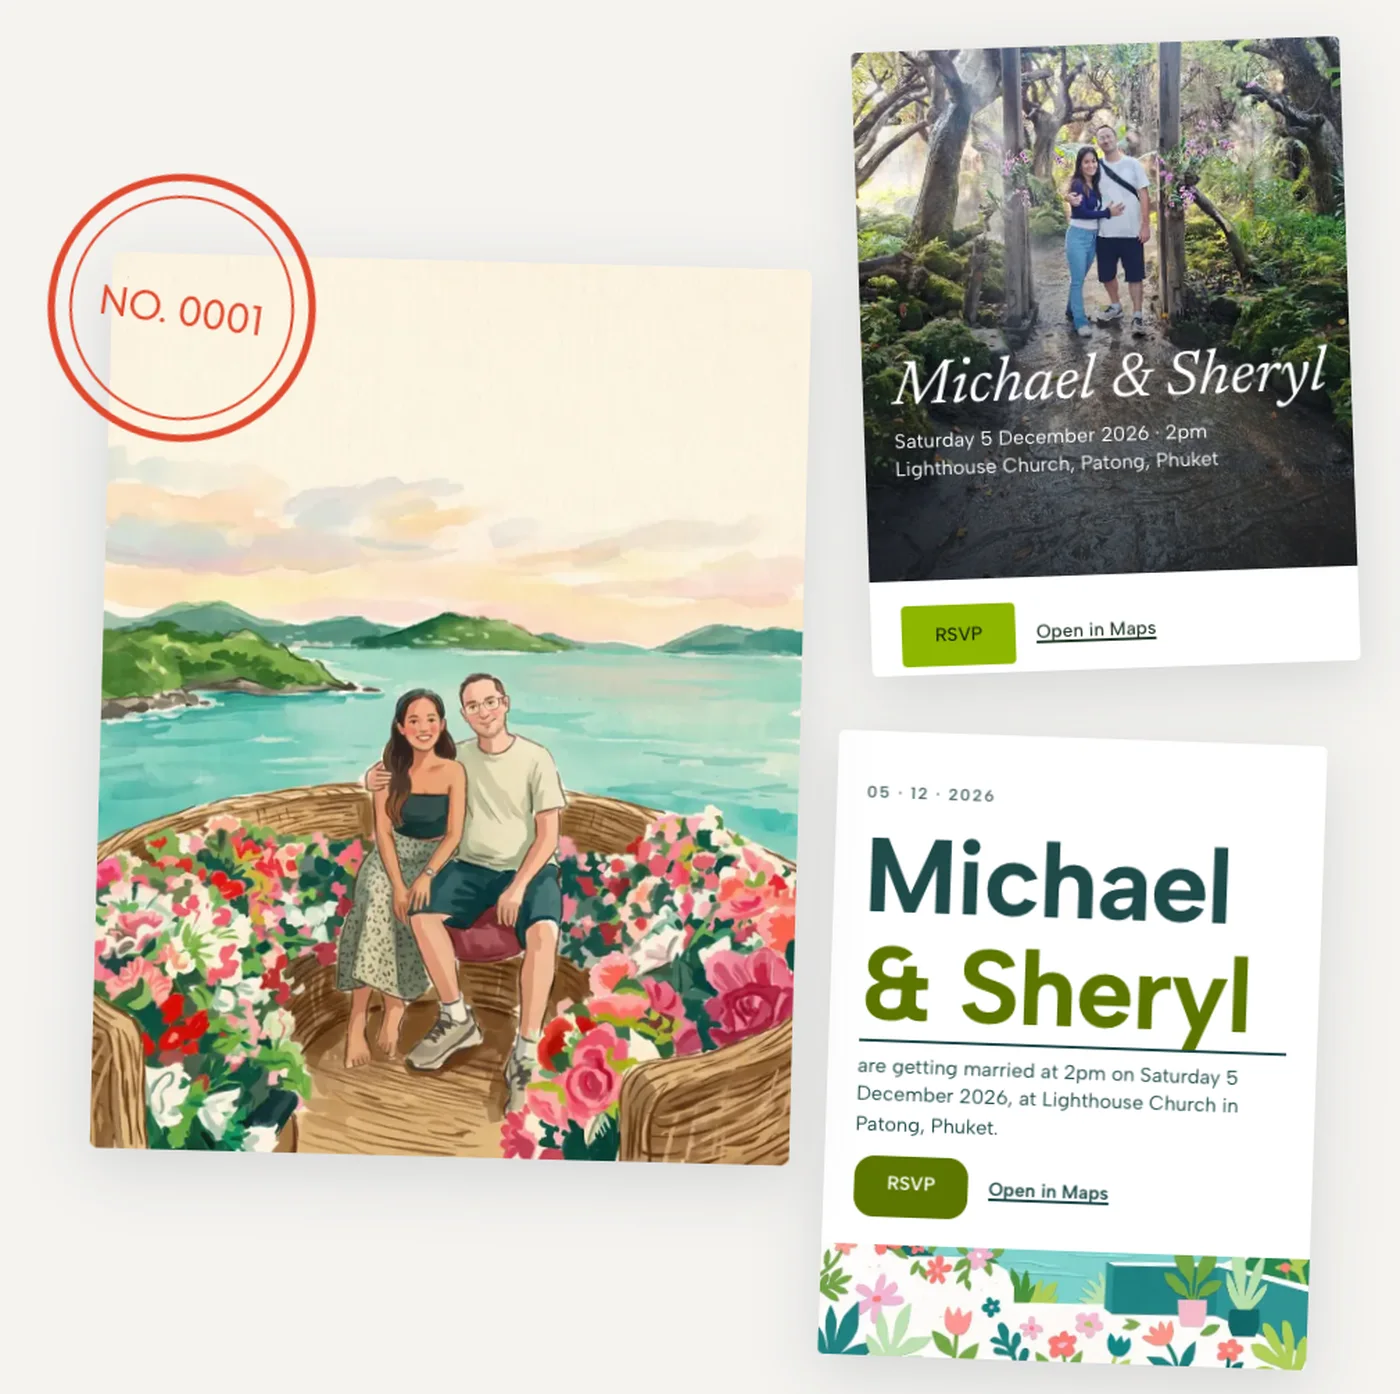 NO. 0001
Michael & Sheryl
Saturday 5 December 2026 · 2pm
Lighthouse Church, Patong, Phuket
RSVP
Open in Maps
05 · 12 · 2026
Michael
& Sheryl
are getting married at 2pm on Saturday 5
December 2026, at Lighthouse Church in
Patong, Phuket.
RSVP
Open in Maps